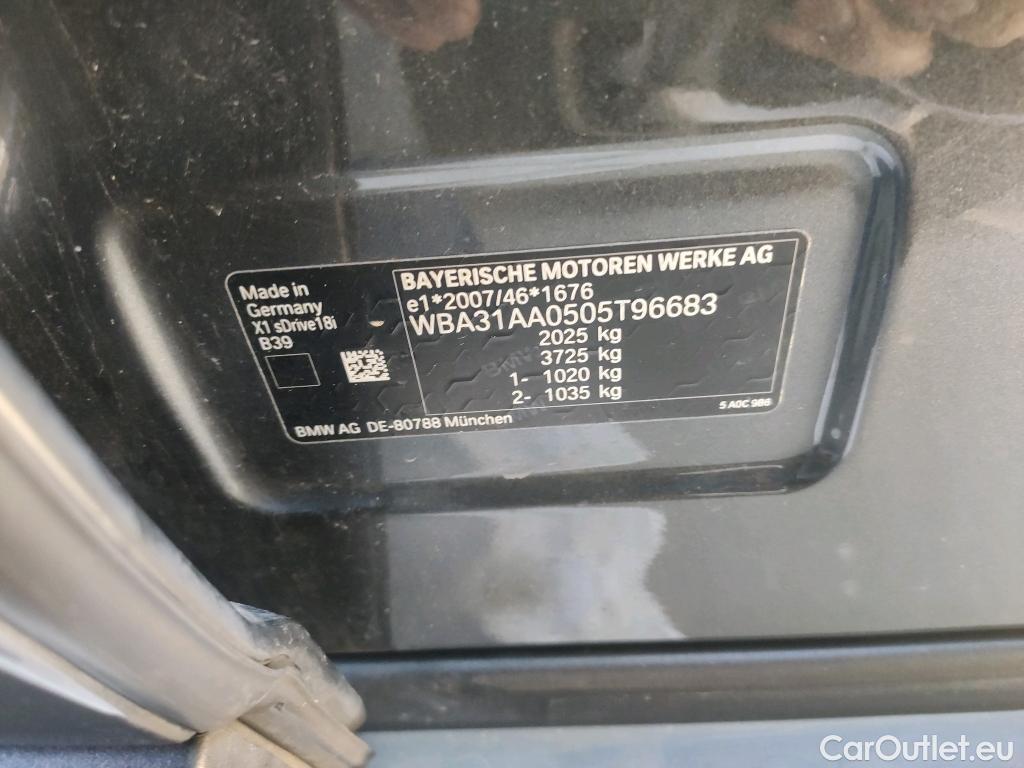 Made in
Germany
X1 sDrive18i
B39
BAYERISCHE MOTOREN WERKE AG
e1*2007/46*1676
WBA31AA0505T96683
2025 kg
3725 kg
1- 1020 kg
2- 1035 kg
5 A0C 986
BMW AG DE-80788 München
CarOutlet.eu